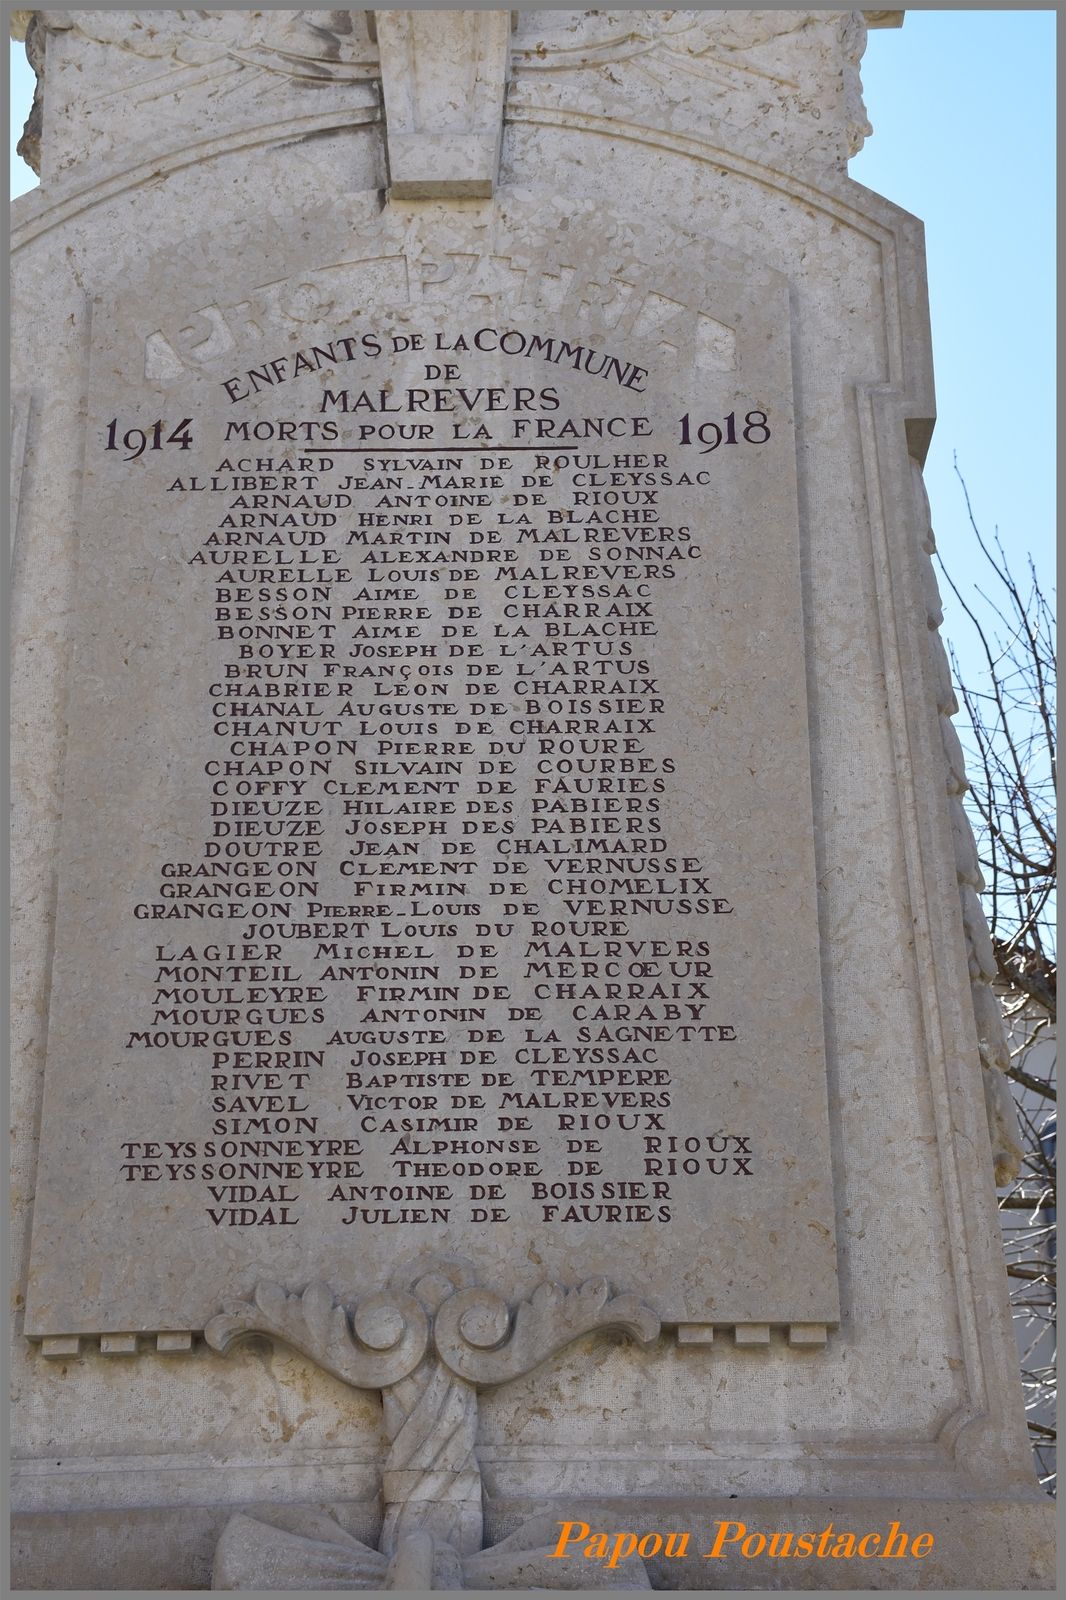 PRO PATRIA
ENFANTS DE LA COMMUNE
DE
MALREVERS
1914 MORTS POUR LA FRANCE 1918
ACHARD SYLVAIN DE ROULHER
ALLIBERT JEAN-MARIE DE CLEYSSAC
ARNAUD ANTOINE DE RIOUX
ARNAUD HENRI DE LA BLACHE
ARNAUD MARTIN DE MALREVERS
AURELLE ALEXANDRE DE SONNAC
AURELLE LOUIS DE MALREVERS
BESSON AIME DE CLEYSSAC
BESSON PIERRE DE CHARRAIX
BONNET AIME DE LA BLACHE
BOYER JOSEPH DE L'ARTUS
BRUN FRANÇOIS DE L'ARTUS
CHABRIER LEON DE CHARRAIX
CHANAL AUGUSTE DE BOISSIER
CHANUT LOUIS DE CHARRAIX
CHAPON PIERRE DU ROURE
CHAPON SILVAIN DE COURBES
COFFY CLEMENT DE FAURIES
DIEUZE HILAIRE DES PABIERS
DIEUZE JOSEPH DES PABIERS
DOUTRE JEAN DE CHALIMARD
GRANGEON CLEMENT DE VERNUSSE
GRANGEON FIRMIN DE CHOMELIX
GRANGEON PIERRE-LOUIS DE VERNUSSE
JOUBERT LOUIS DU ROURE
LAGIER MICHEL DE MALRVERS
MONTEIL ANTONIN DE MERCŒUR
MOULEYRE FIRMIN DE CHARRAIX
MOURGUES ANTONIN DE CARABY
MOURGUES AUGUSTE DE LA SAGNETTE
PERRIN JOSEPH DE CLEYSSAC
RIVET BAPTISTE DE TEMPERE
SAVEL VICTOR DE MALREVERS
SIMON CASIMIR DE RIOUX
TEYSSONNEYRE ALPHONSE DE RIOUX
TEYSSONNEYRE THEODORE DE RIOUX
VIDAL ANTOINE DE BOISSIER
VIDAL JULIEN DE FAURIES
Papou Poustache